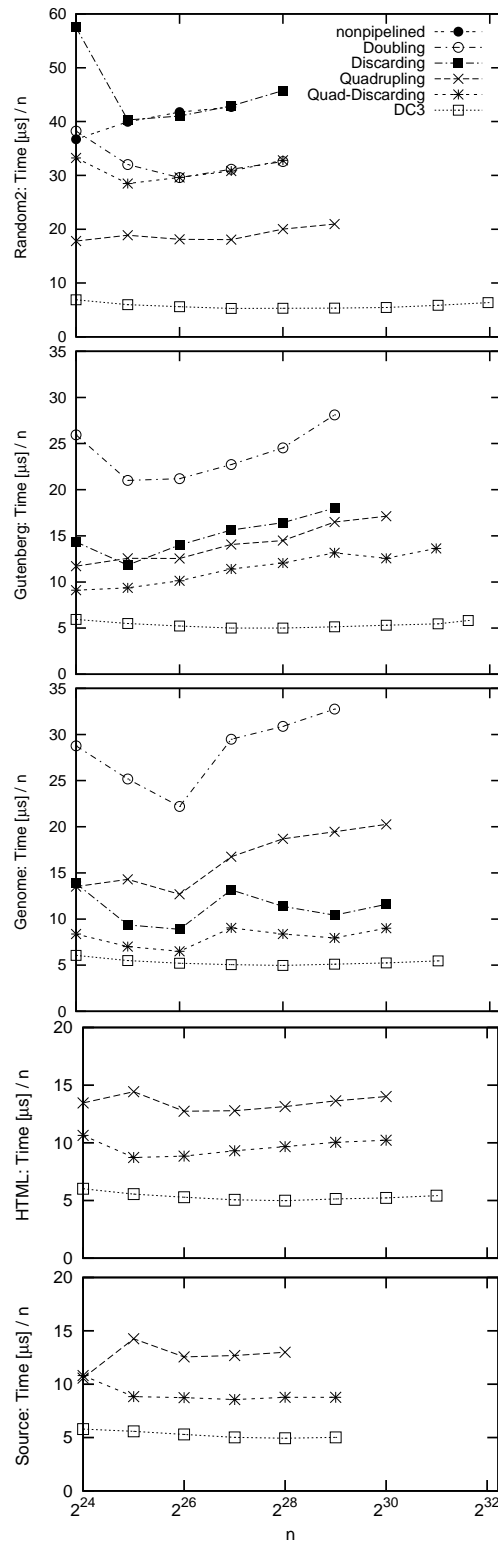 60
50
40
30
20
10
0
Random2: Time [µs] / n
nonpipelined
Doubling
Discarding
Quadrupling
Quad-Discarding
DC3
35
30
25
20
15
10
5
0
Gutenberg: Time [µs] / n
35
30
25
20
15
10
5
0
Genome: Time [µs] / n
20
15
10
5
0
HTML: Time [µs] / n
20
15
10
5
0
Source: Time [µs] / n
2^24 2^26 2^28 2^30 2^32
n